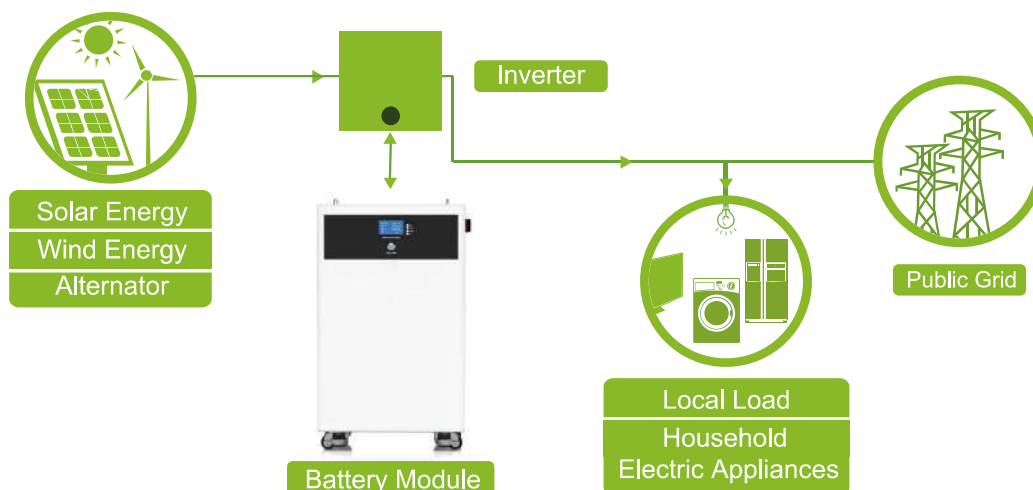 Solar Energy
Wind Energy
Alternator
Inverter
Battery Module
Local Load
Household
Electric Appliances
Public Grid